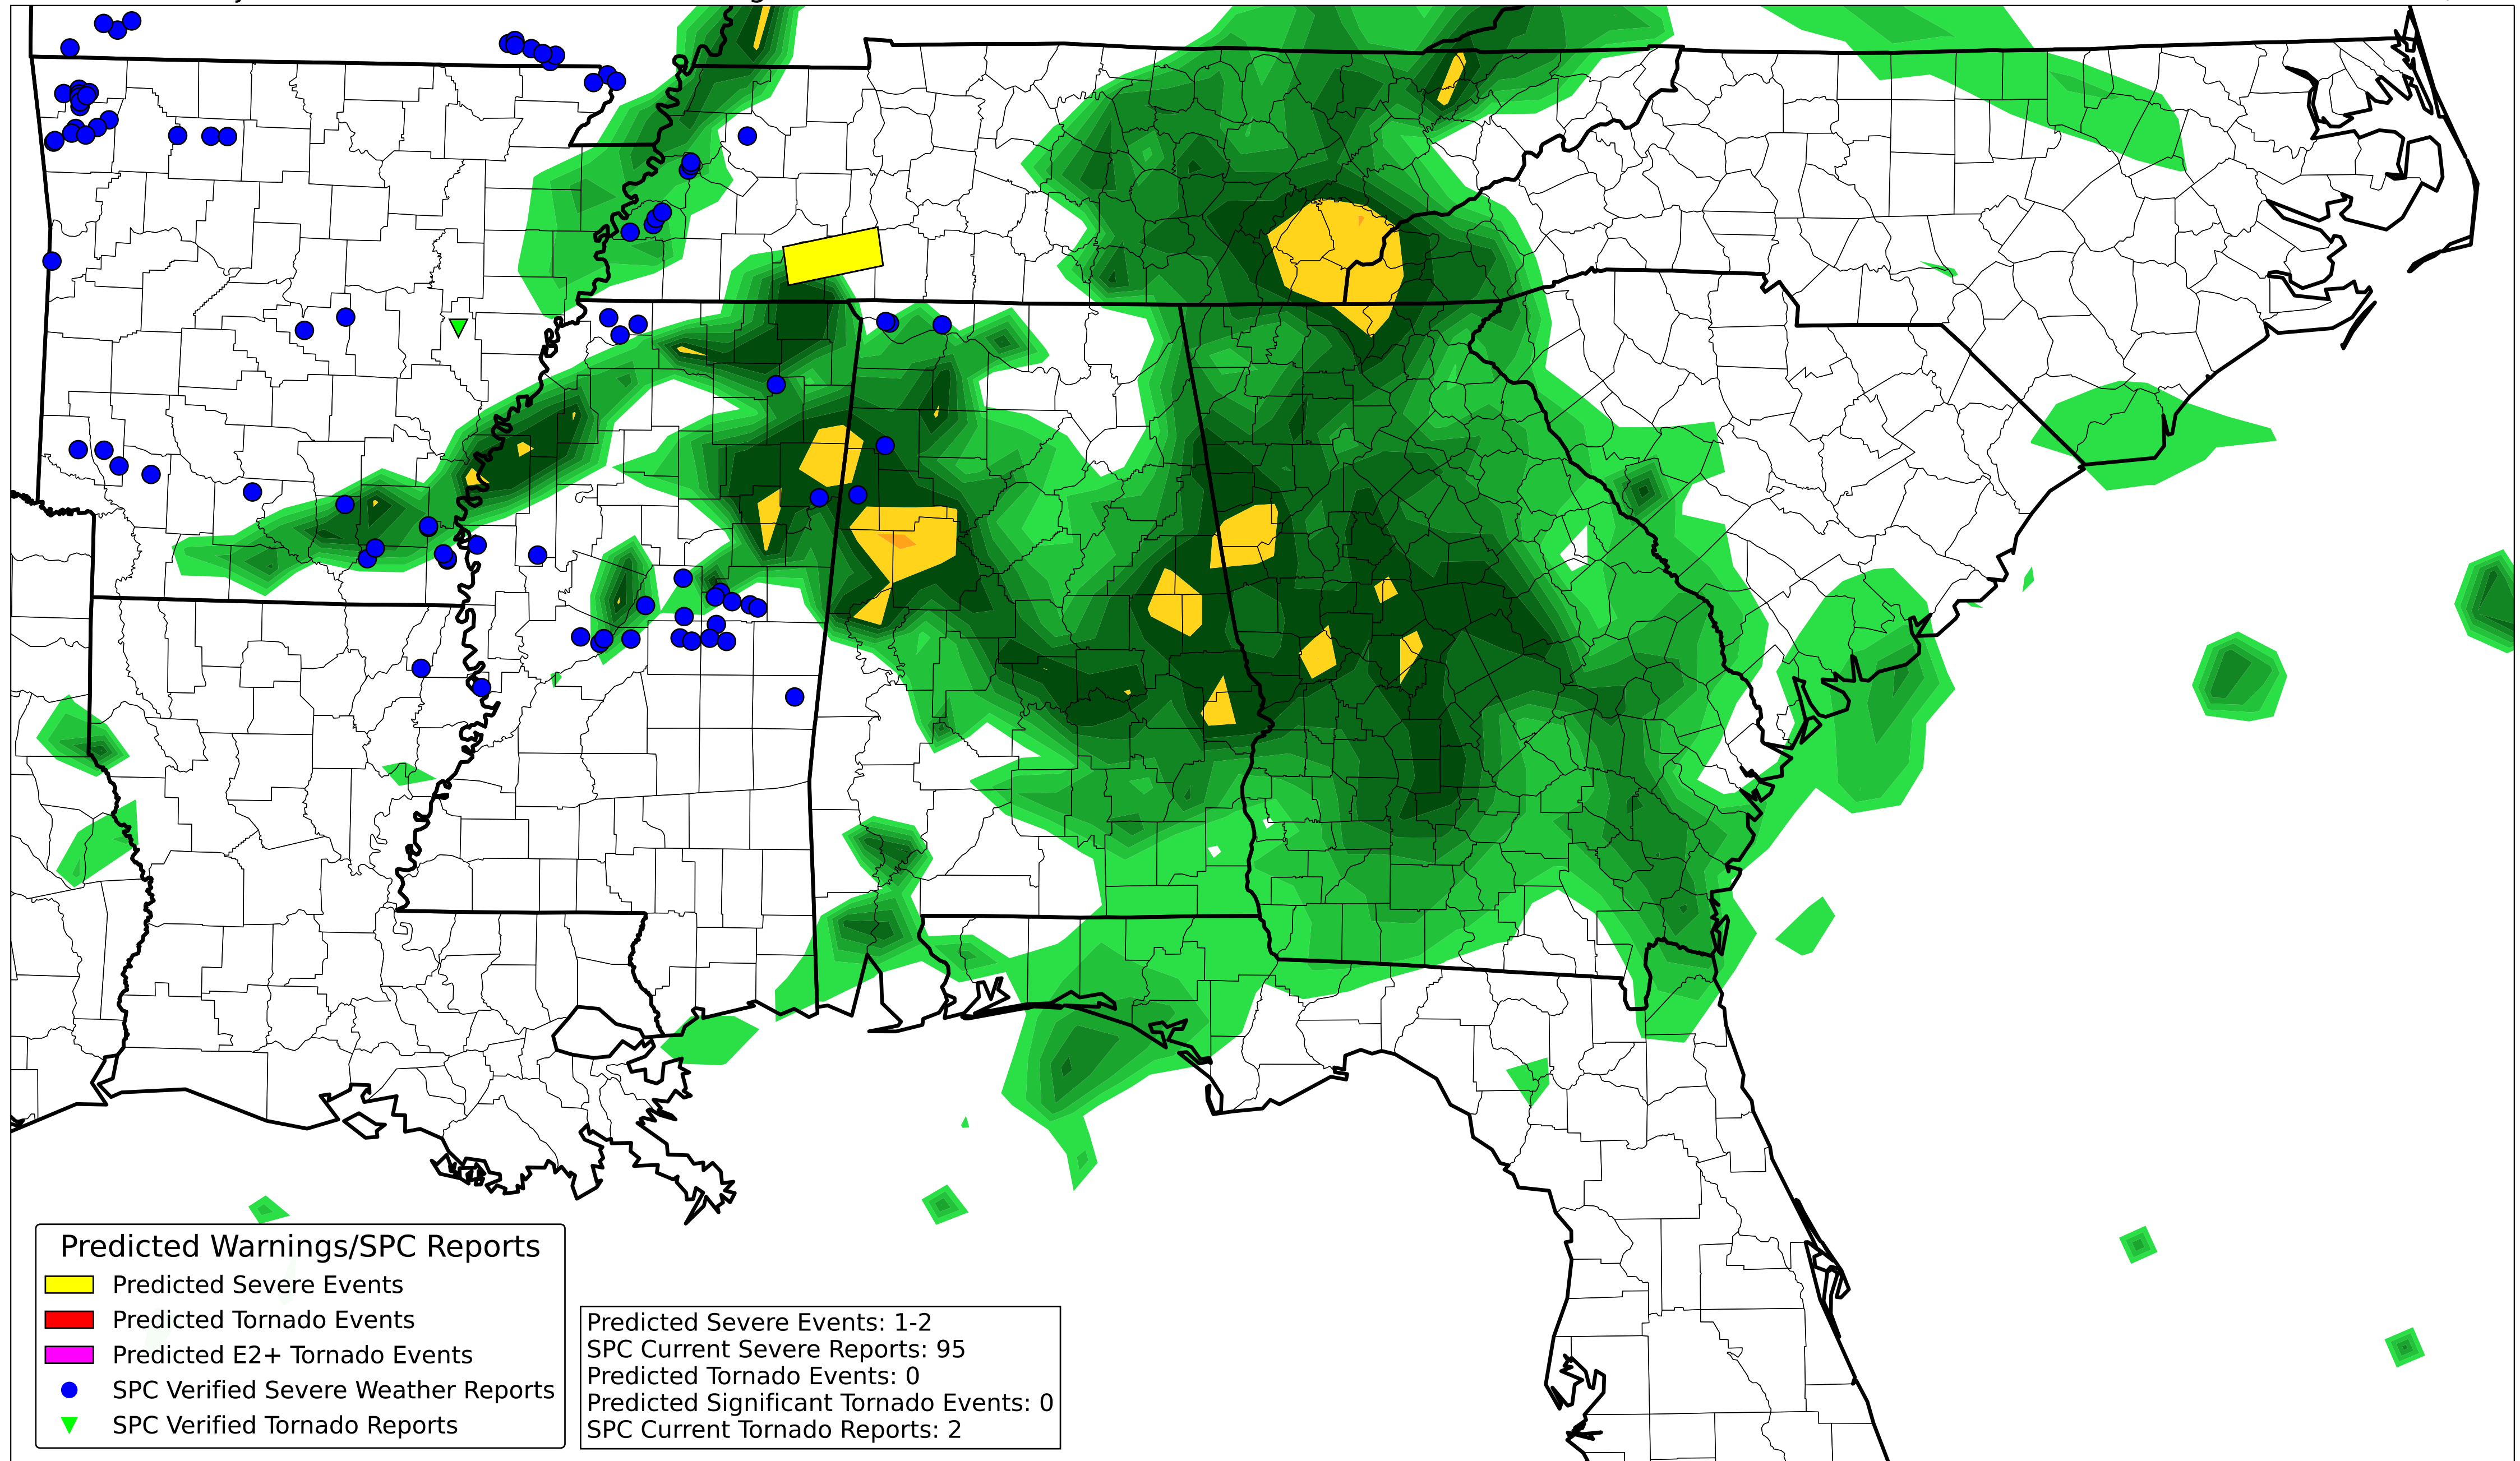 Predicted Warnings/SPC Reports
Predicted Severe Events
Predicted Tornado Events
Predicted E2+ Tornado Events
SPC Verified Severe Weather Reports
SPC Verified Tornado Reports
Predicted Severe Events: 1-2
SPC Current Severe Reports: 95
Predicted Tornado Events: 0
Predicted Significant Tornado Events: 0
SPC Current Tornado Reports: 2